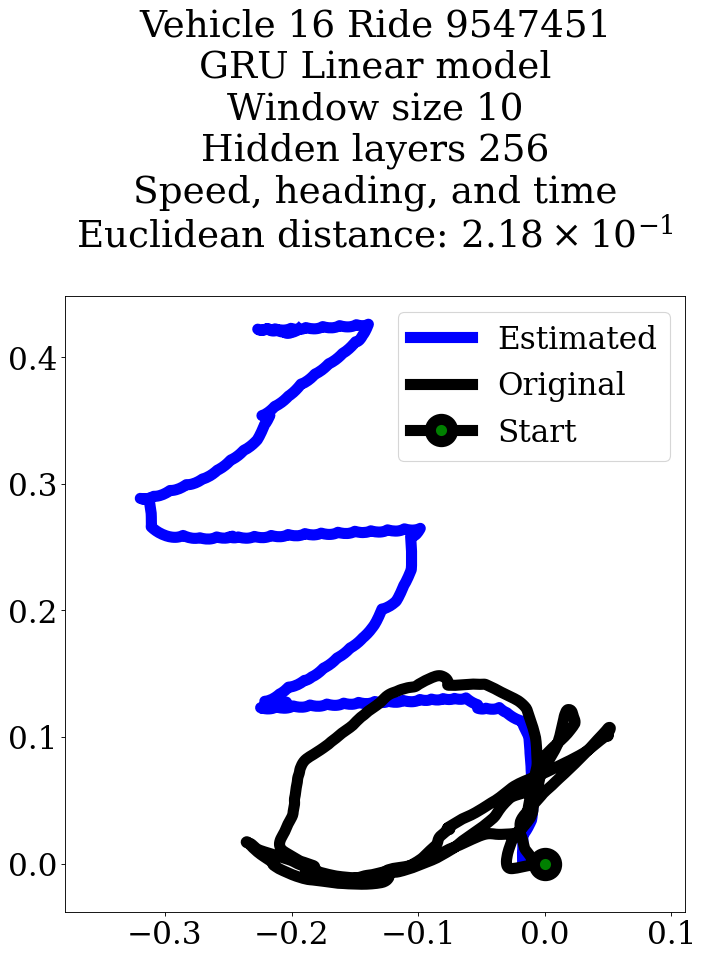 Vehicle 16 Ride 9547451
GRU Linear model
Window size 10
Hidden layers 256
Speed, heading, and time
Euclidean distance: 2.18 × 10⁻¹
Estimated
Original
Start
0.4
0.3
0.2
0.1
0.0
−0.3
−0.2
−0.1
0.0
0.1